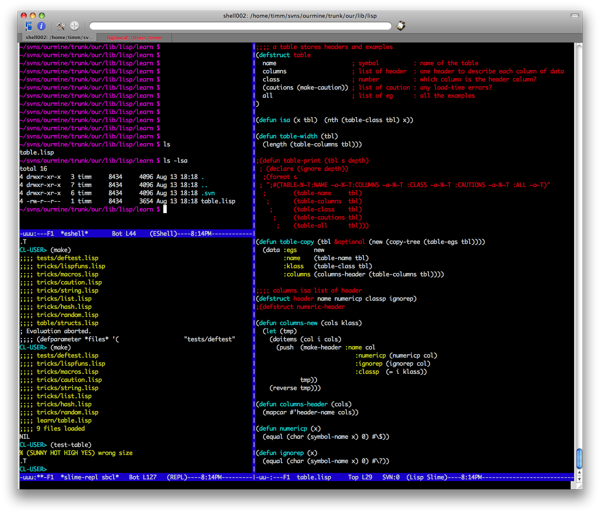 shell002: /home/timm/svns/ourmine/trunk/our/lib/lisp
shell002: /home/timm/sv...
~/svns/ourmine/trunk/our/lib/lisp/learn $
~/svns/ourmine/trunk/our/lib/lisp/learn $
~/svns/ourmine/trunk/our/lib/lisp/learn $
~/svns/ourmine/trunk/our/lib/lisp/learn $
~/svns/ourmine/trunk/our/lib/lisp/learn $
~/svns/ourmine/trunk/our/lib/lisp/learn $
~/svns/ourmine/trunk/our/lib/lisp/learn $
~/svns/ourmine/trunk/our/lib/lisp/learn $
~/svns/ourmine/trunk/our/lib/lisp/learn $
~/svns/ourmine/trunk/our/lib/lisp/learn $
~/svns/ourmine/trunk/our/lib/lisp/learn $
~/svns/ourmine/trunk/our/lib/lisp/learn $ ls
table.lisp
~/svns/ourmine/trunk/our/lib/lisp/learn $ ls -lsa
total 16
4 drwxr-xr-x 3 timm 8434 4096 Aug 13 18:18 .
4 drwxr-xr-x 7 timm 8434 4096 Aug 13 18:18 ..
4 drwxr-xr-x 6 timm 8434 4096 Aug 13 18:18 .svn
4 -rw-r--r-- 1 timm 8434 3654 Aug 13 18:18 table.lisp
~/svns/ourmine/trunk/our/lib/lisp/learn $
-uuu:---F1 *eshell* Bot L44 (EShell)----8:14PM------------
.T
CL-USER> (make)
;;;; tests/deftest.lisp
;;;; tricks/lispfuns.lisp
;;;; tricks/macros.lisp
;;;; tricks/caution.lisp
;;;; tricks/string.lisp
;;;; tricks/list.lisp
;;;; tricks/hash.lisp
;;;; tricks/random.lisp
;;;; table/structs.lisp
; Evaluation aborted.
;;;; (defparameter *files* '( "tests/deftest"
CL-USER> (make)
;;;; tests/deftest.lisp
;;;; tricks/lispfuns.lisp
;;;; tricks/macros.lisp
;;;; tricks/caution.lisp
;;;; tricks/string.lisp
;;;; tricks/list.lisp
;;;; tricks/hash.lisp
;;;; tricks/random.lisp
;;;; learn/table.lisp
;;;; 9 files loaded
NIL
CL-USER> (test-table)
% (SUNNY HOT HIGH YES) wrong size
.T
CL-USER>
-uuu:**-F1 *slime-repl sbcl* Bot L127 (REPL)----8:14PM------
;;;; a table stores headers and examples
(defstruct table
name ; symbol : name of the table
columns ; list of header : one header to describe each column of data
class ; number : which column is the header column?
(cautions (make-caution)) ; list of caution : any load-time errors?
all ; list of eg : all the examples
)
(defun isa (x tbl) (nth (table-class tbl) x))
(defun table-width (tbl)
(length (table-columns tbl)))
;(defun table-print (tbl s depth)
; (declare (ignore depth))
;(format s
; ";#(TABLE~%~T:NAME ~a~%~T:COLUMNS ~a~%~T :CLASS ~a~%~T :CAUTIONS ~a~%~T :ALL ~a~T)"
; (table-name tbl)
; (table-columns tbl)
; (table-class tbl)
; (table-cautions tbl)
; (table-all tbl)))
(defun table-copy (tbl &optional (new (copy-tree (table-egs tbl))))
(data :egs new
:name (table-name tbl)
:klass (table-class tbl)
:columns (columns-header (table-columns tbl))))
;;;; columns isa list of header
(defstruct header name numericp classp ignorep)
;(defstruct numeric-header
(defun columns-new (cols klass)
(let (tmp)
(doitems (col i cols)
(push (make-header :name col
:numericp (numericp col)
:ignorep (ignorep col)
:classp (= i klass))
tmp))
(reverse tmp)))
(defun columns-header (cols)
(mapcar #'header-name cols))
(defun numericp (x)
(equal (char (symbol-name x) 0) #\$))
(defun ignorep (x)
(equal (char (symbol-name x) 0) #\?))
-uu-:---F1 table.lisp Top L29 SVN:0 (Lisp Slime)----8:14PM------